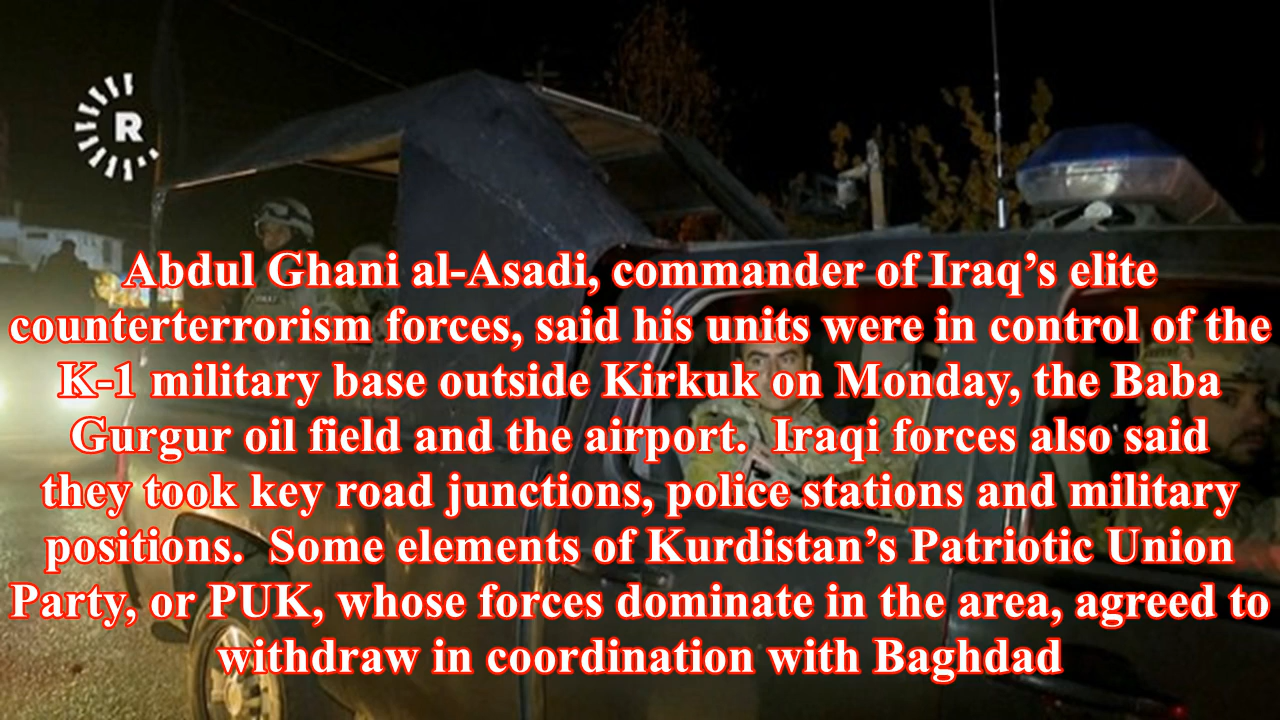 R
Abdul Ghani al-Asadi, commander of Iraq’s elite
counterterrorism forces, said his units were in control of the
K-1 military base outside Kirkuk on Monday, the Baba
Gurgur oil field and the airport.  Iraqi forces also said
they took key road junctions, police stations and military
positions.  Some elements of Kurdistan’s Patriotic Union
Party, or PUK, whose forces dominate in the area, agreed to
withdraw in coordination with Baghdad